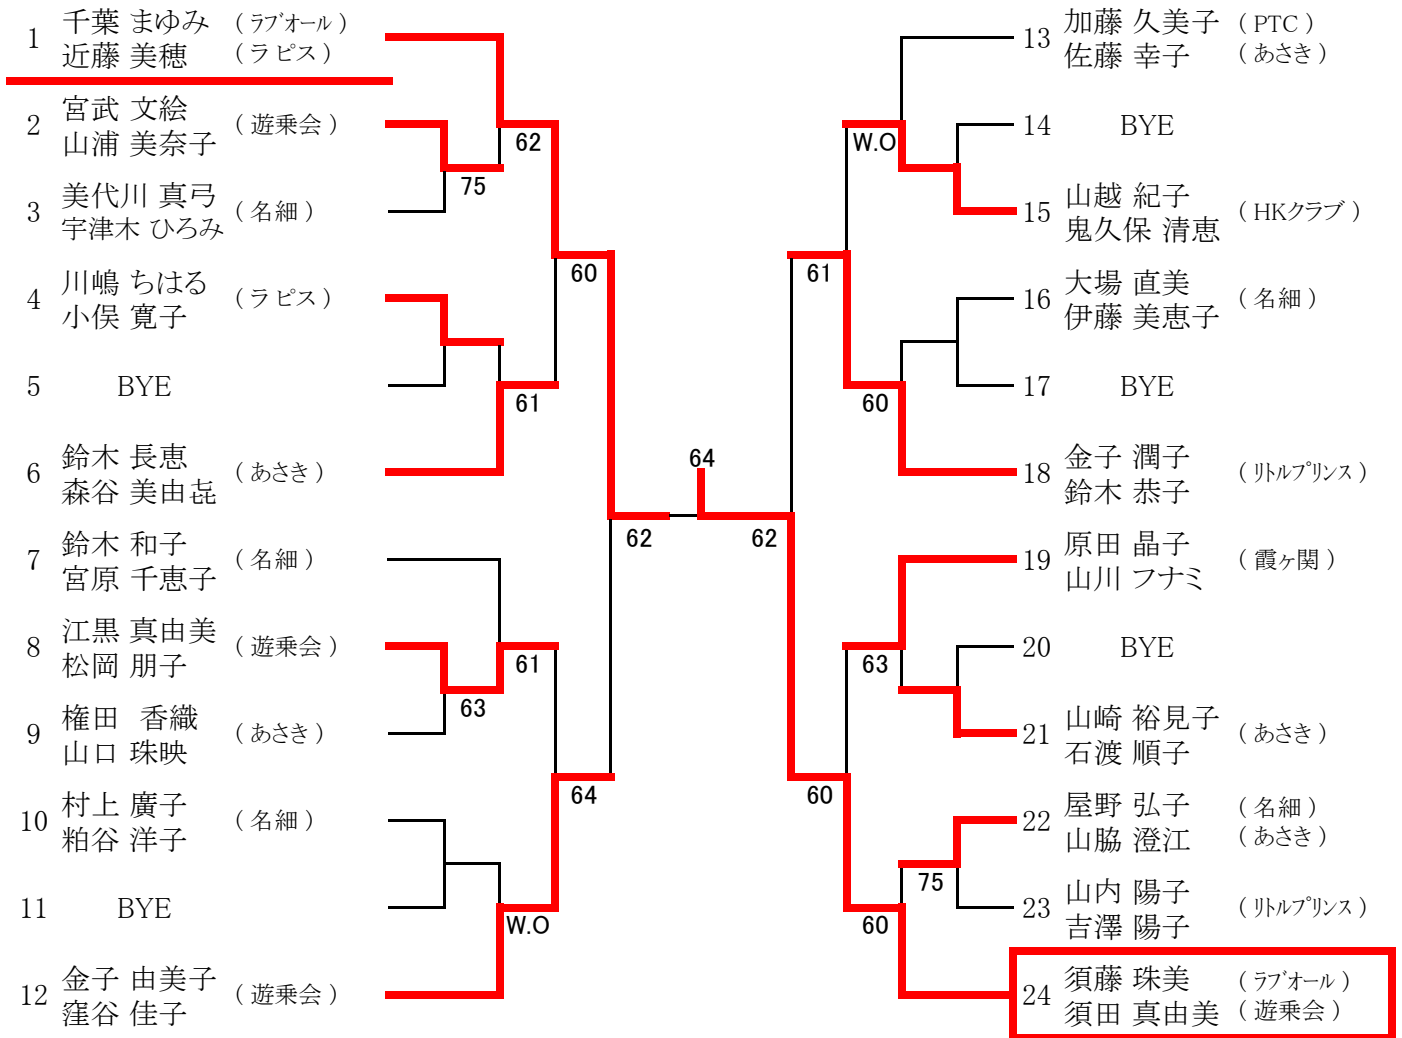 1 千葉 まゆみ (ラブオール)
近藤 美穂 (ラピス)
2 宮武 文絵 (遊乗会)
山浦 美奈子
3 美代川 真弓 (名細)
宇津木 ひろみ
4 川嶋 ちはる (ラピス)
小俣 寛子
5 BYE
6 鈴木 長恵 (あさき)
森谷 美由㐂
7 鈴木 和子 (名細)
宮原 千恵子
8 江黒 真由美 (遊乗会)
松岡 朋子
9 権田 香織 (あさき)
山口 珠映
10 村上 廣子 (名細)
粕谷 洋子
11 BYE
12 金子 由美子 (遊乗会)
窪谷 佳子
62
75
60
61
61
63
64
W.O
62
64
62
W.O
61
60
63
60
75
60
13 加藤 久美子 (PTC)
佐藤 幸子 (あさき)
14 BYE
15 山越 紀子 (HKクラブ)
鬼久保 清恵
16 大場 直美 (名細)
伊藤 美恵子
17 BYE
18 金子 潤子 (リトルプリンス)
鈴木 恭子
19 原田 晶子 (霞ヶ関)
山川 フナミ
20 BYE
21 山崎 裕見子 (あさき)
石渡 順子
22 屋野 弘子 (名細)
山脇 澄江 (あさき)
23 山内 陽子 (リトルプリンス)
吉澤 陽子
24 須藤 珠美 (ラブオール)
須田 真由美 (遊乗会)